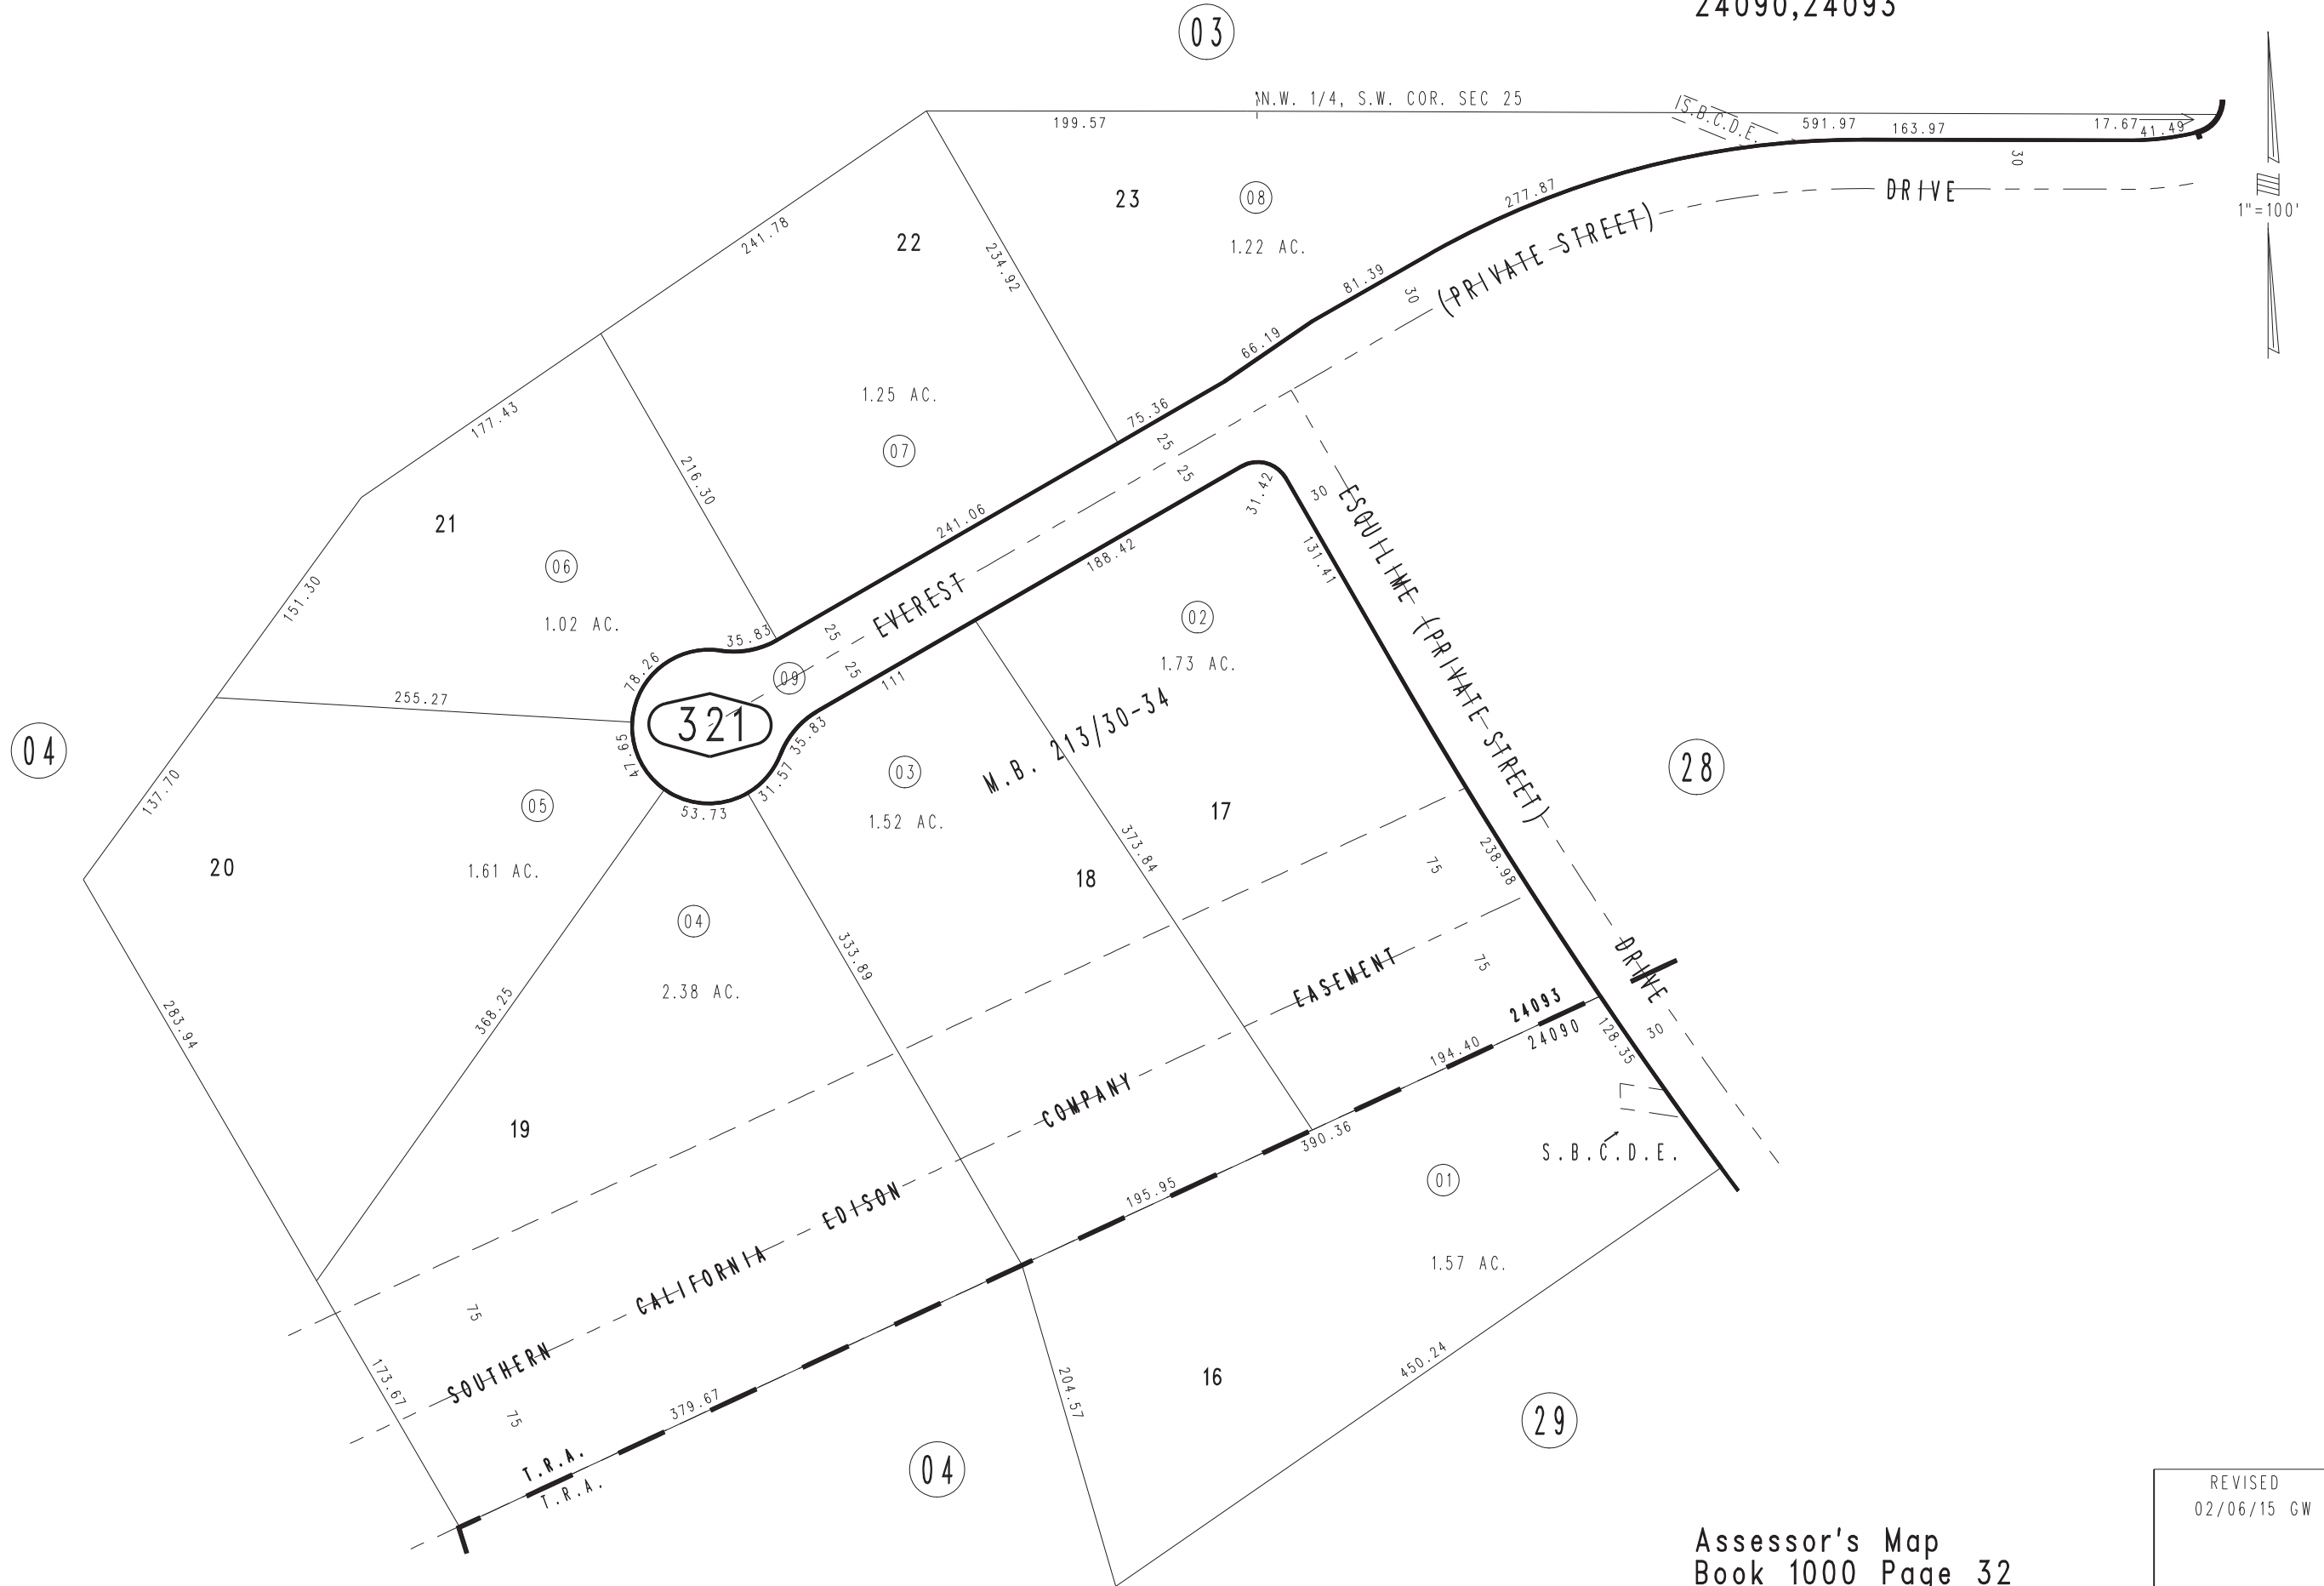 24090,24093
03
N.W. 1/4, S.W. COR. SEC 25
199.57
S.B.C.D.E.
591.97
163.97
17.67
41.49
30
DRIVE
1"=100'
277.87
(PRIVATE STREET)
23
08
1.22 AC.
81.39
30
241.78
22
234.92
66.19
1.25 AC.
07
75.36
25
25
177.43
216.30
21
06
1.02 AC.
241.06
188.42
31.42
30
ESQUILIME (PRIVATE STREET)
131.41
151.30
EVEREST
35.83
25
25
09
111
78.26
255.27
321
47.65
53.73
31.57
35.83
02
1.73 AC.
M.B. 213/30-34
04
137.70
05
1.61 AC.
20
03
1.52 AC.
17
28
373.84
18
75
238.98
04
2.38 AC.
333.89
368.25
283.94
EASEMENT
75
DRIVE
24093
24090
128.35
30
194.40
COMPANY
390.36
S.B.C.D.E.
19
01
1.57 AC.
195.95
EDISON
CALIFORNIA
75
SOUTHERN
75
173.67
379.67
204.57
450.24
16
29
T.R.A.
T.R.A.
04
REVISED
02/06/15 GW
Assessor's Map
Book 1000 Page 32